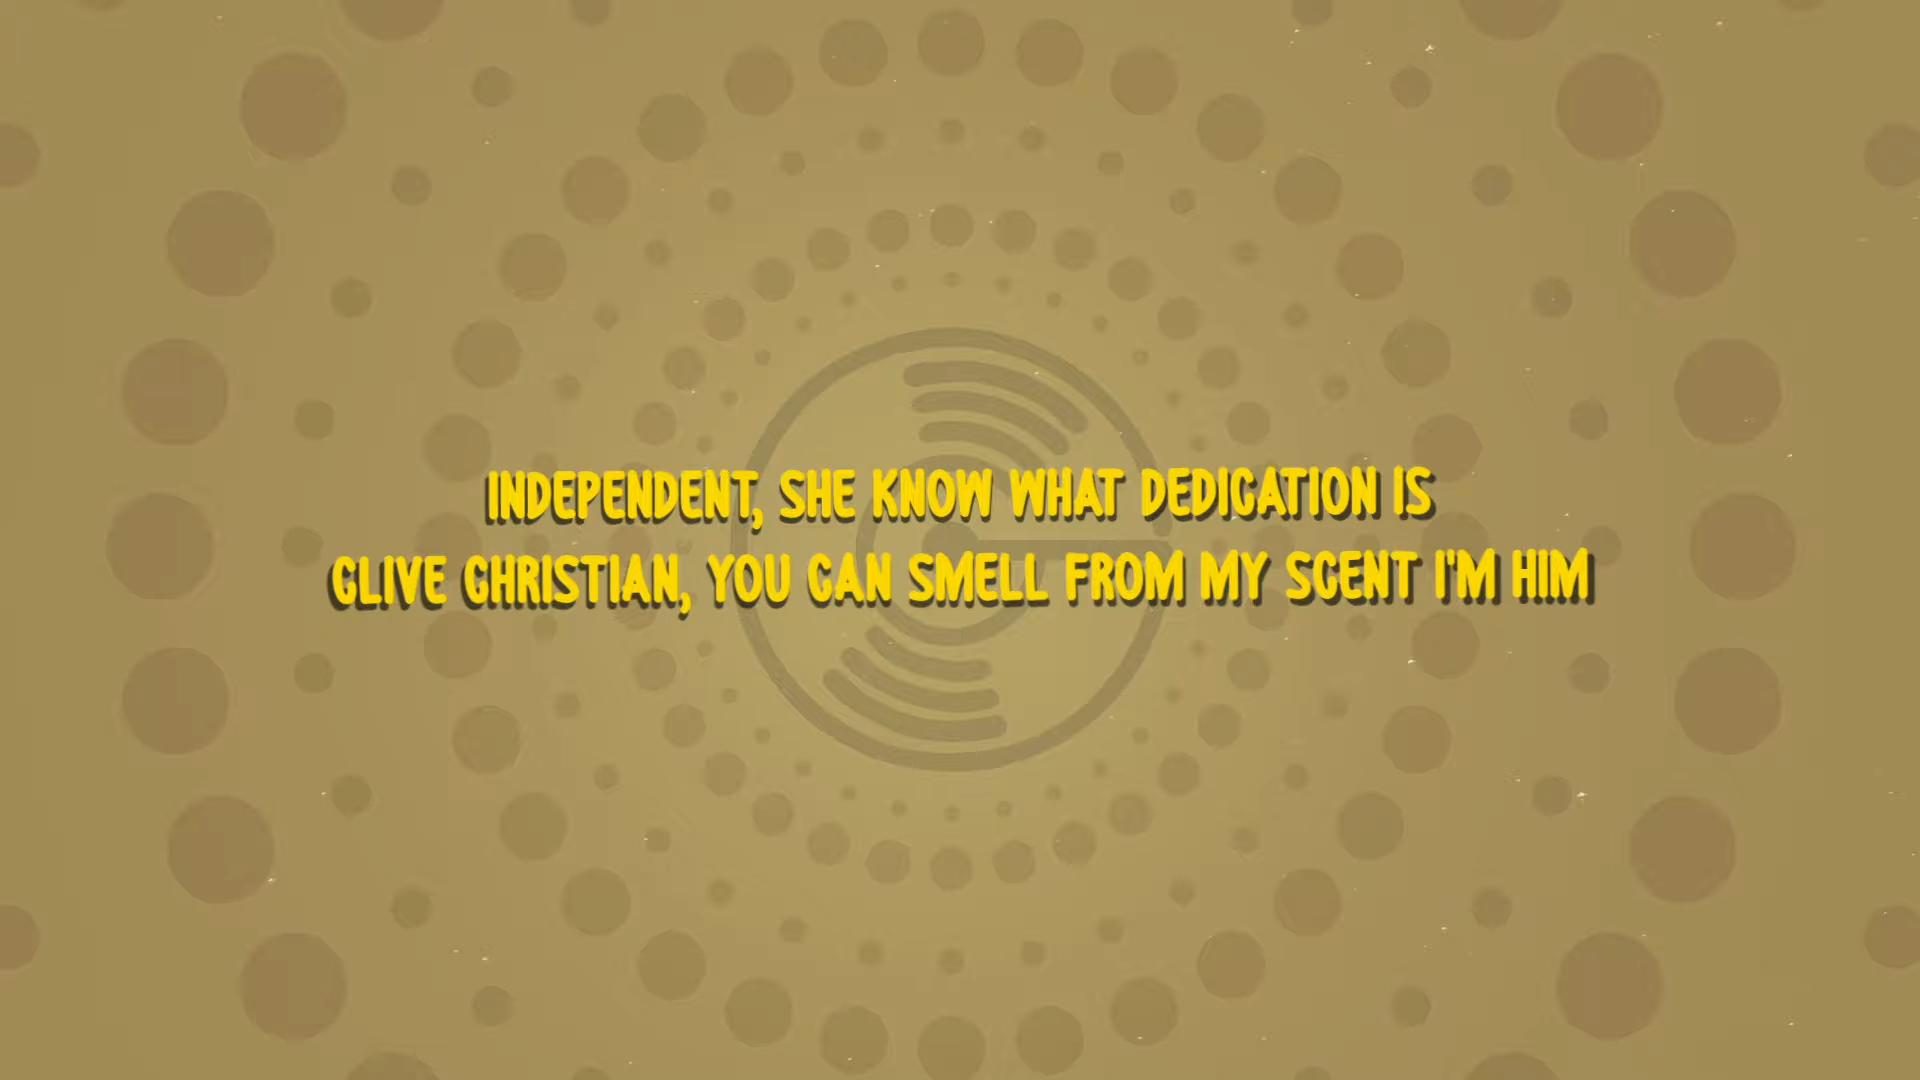 INDEPENDENT, SHE KNOW WHAT DEDICATION IS
CLIVE CHRISTIAN, YOU CAN SMELL FROM MY SCENT I'M HIM